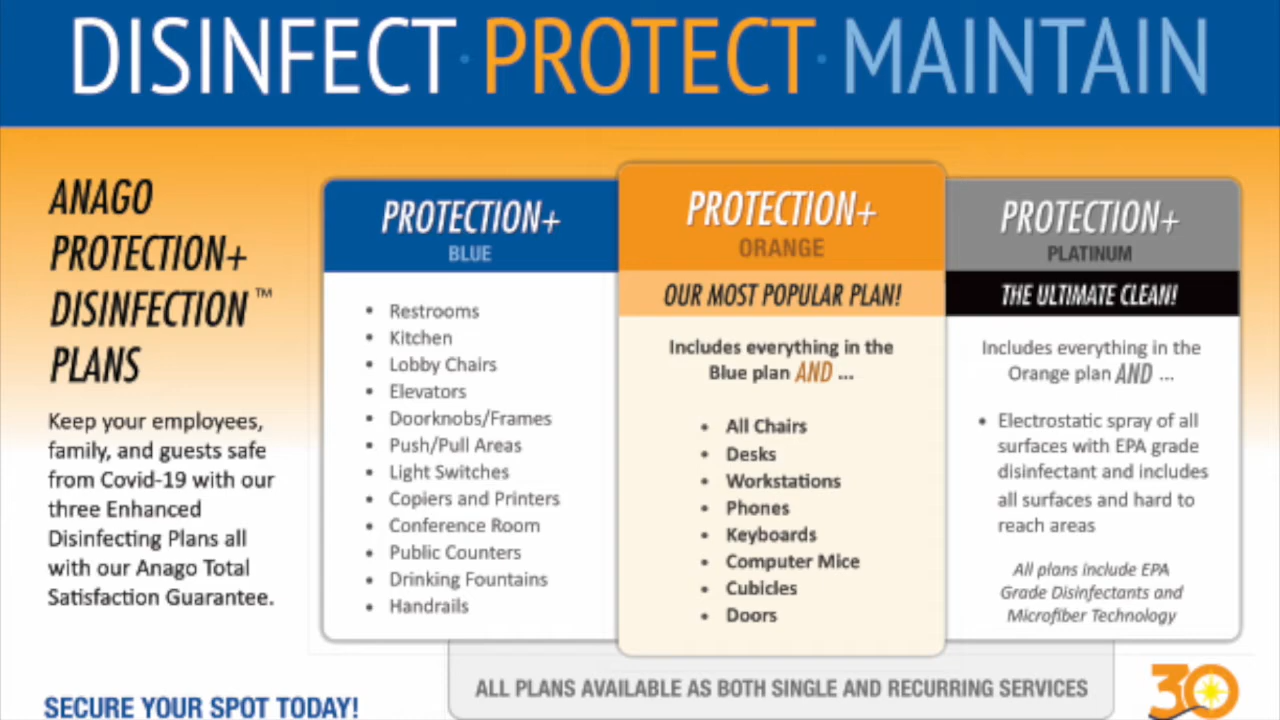 DISINFECT · PROTECT · MAINTAIN
ANAGO
PROTECTION+
DISINFECTION™
PLANS
Keep your employees,
family, and guests safe
from Covid-19 with our
three Enhanced
Disinfecting Plans all
with our Anago Total
Satisfaction Guarantee.
SECURE YOUR SPOT TODAY!
PROTECTION+
BLUE
• Restrooms
• Kitchen
• Lobby Chairs
• Elevators
• Doorknobs/Frames
• Push/Pull Areas
• Light Switches
• Copiers and Printers
• Conference Room
• Public Counters
• Drinking Fountains
• Handrails
PROTECTION+
ORANGE
OUR MOST POPULAR PLAN!
Includes everything in the
Blue plan AND ...
• All Chairs
• Desks
• Workstations
• Phones
• Keyboards
• Computer Mice
• Cubicles
• Doors
PROTECTION+
PLATINUM
THE ULTIMATE CLEAN!
Includes everything in the
Orange plan AND ...
• Electrostatic spray of all
surfaces with EPA grade
disinfectant and includes
all surfaces and hard to
reach areas
All plans include EPA
Grade Disinfectants and
Microfiber Technology
ALL PLANS AVAILABLE AS BOTH SINGLE AND RECURRING SERVICES
30